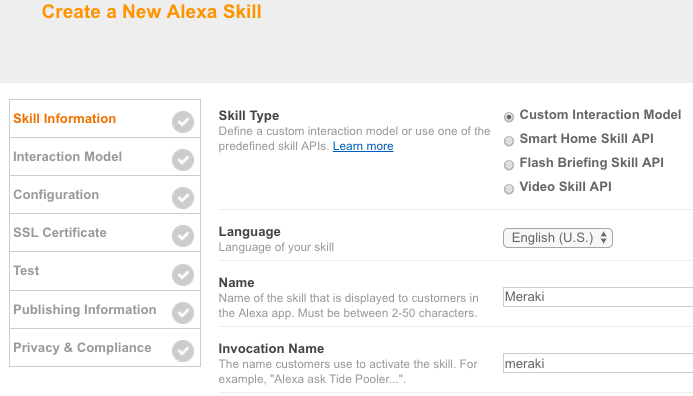 Create a New Alexa Skill
Skill Information
Interaction Model
Configuration
SSL Certificate
Test
Publishing Information
Privacy & Compliance
Skill Type
Define a custom interaction model or use one of the
predefined skill APIs. Learn more
Custom Interaction Model
Smart Home Skill API
Flash Briefing Skill API
Video Skill API
Language
Language of your skill
English (U.S.)
Name
Name of the skill that is displayed to customers in
the Alexa app. Must be between 2-50 characters.
Meraki
Invocation Name
The name customers use to activate the skill. For
example, "Alexa ask Tide Pooler...".
meraki